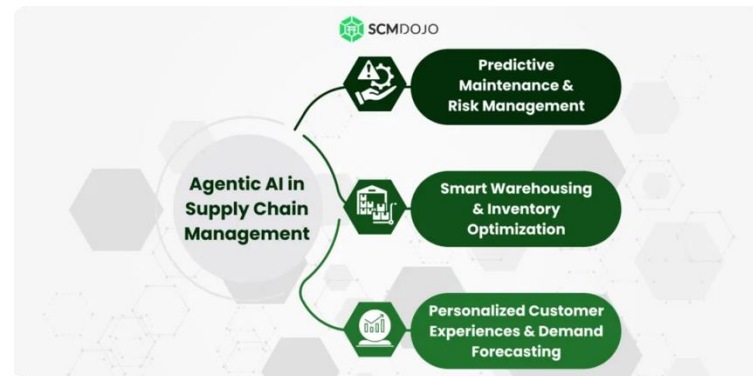 SCMDOJO
Predictive
Maintenance &
Risk Management
Agentic AI in
Supply Chain
Management
Smart Warehousing
& Inventory
Optimization
Personalized Customer
Experiences & Demand
Forecasting